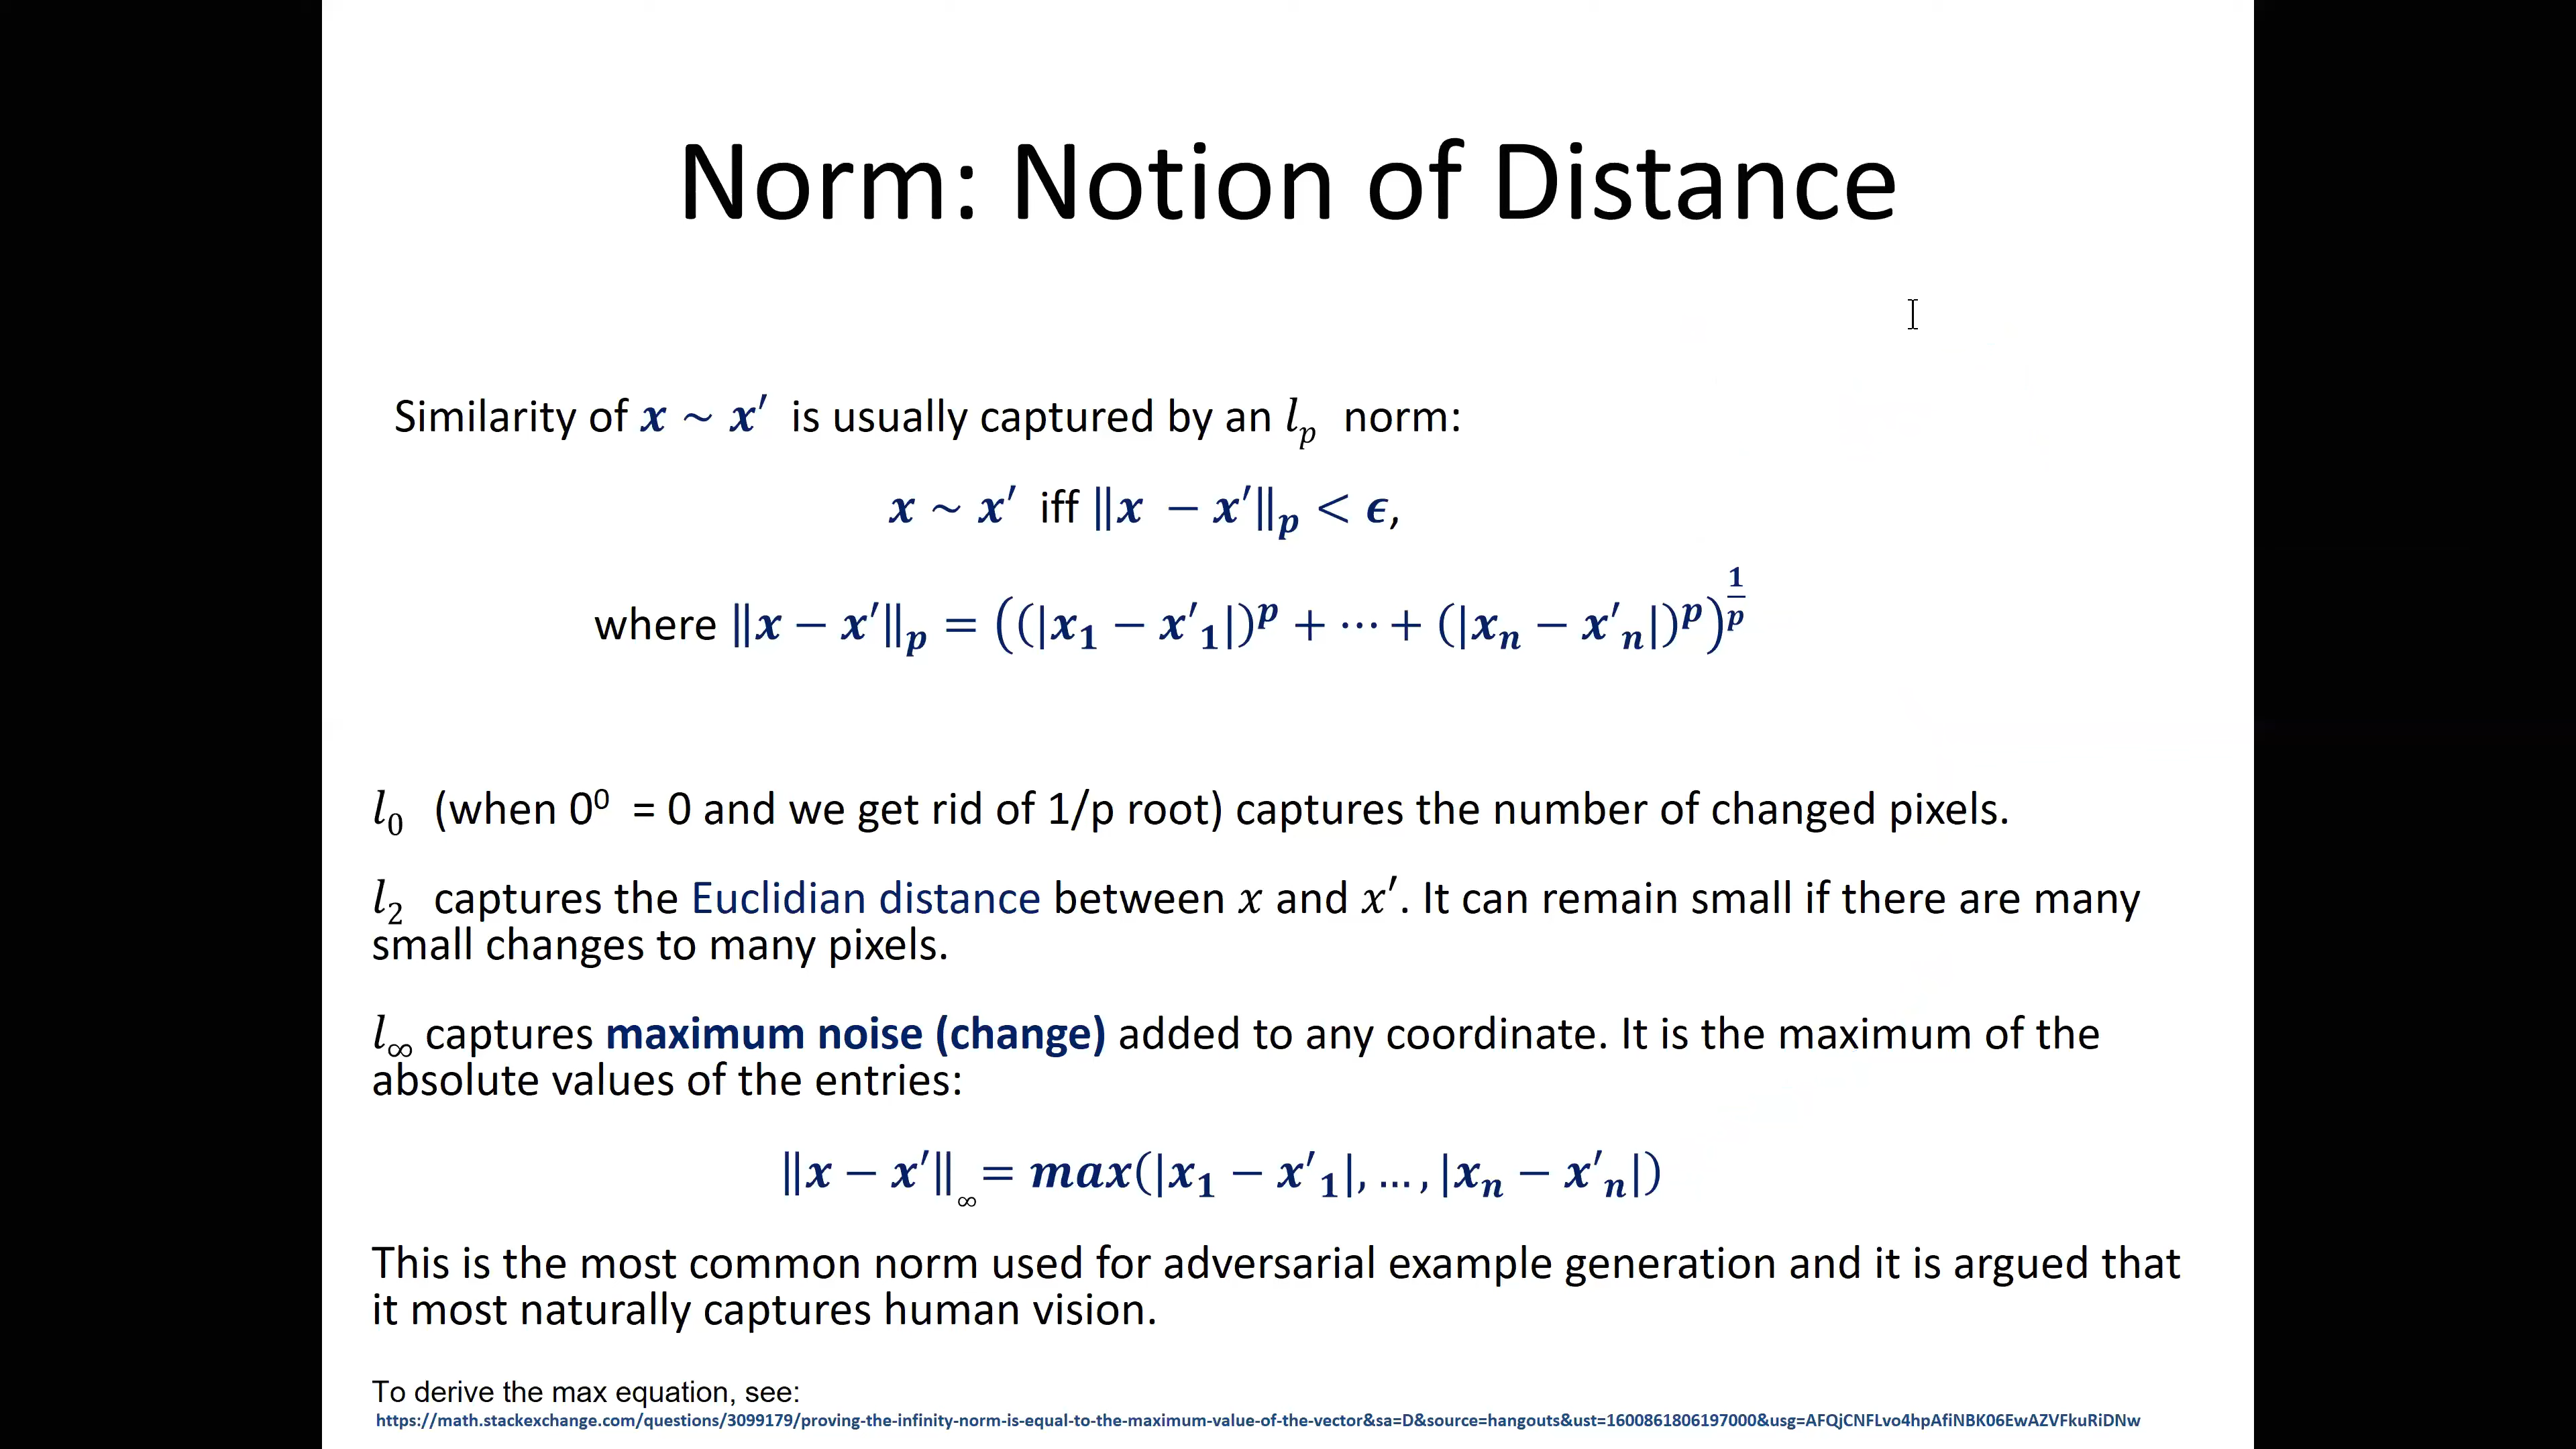 Norm: Notion of Distance
Similarity of x ~ x′ is usually captured by an l_p norm:
x ~ x′ iff ‖x − x′‖_p < ϵ,
where ‖x − x′‖_p = ((|x_1 − x′_1|)^p + ⋯ + (|x_n − x′_n|)^p)^(1/p)
l_0 (when 0^0 = 0 and we get rid of 1/p root) captures the number of changed pixels.
l_2 captures the Euclidian distance between x and x′. It can remain small if there are many
small changes to many pixels.
l_∞ captures maximum noise (change) added to any coordinate. It is the maximum of the
absolute values of the entries:
‖x − x′‖_∞ = max(|x_1 − x′_1|, … , |x_n − x′_n|)
This is the most common norm used for adversarial example generation and it is argued that
it most naturally captures human vision.
To derive the max equation, see:
https://math.stackexchange.com/questions/3099179/proving-the-infinity-norm-is-equal-to-the-maximum-value-of-the-vector&sa=D&source=hangouts&ust=1600861806197000&usg=AFQjCNFLvo4hpAfiNBK06EwAZVFkuRiDNw